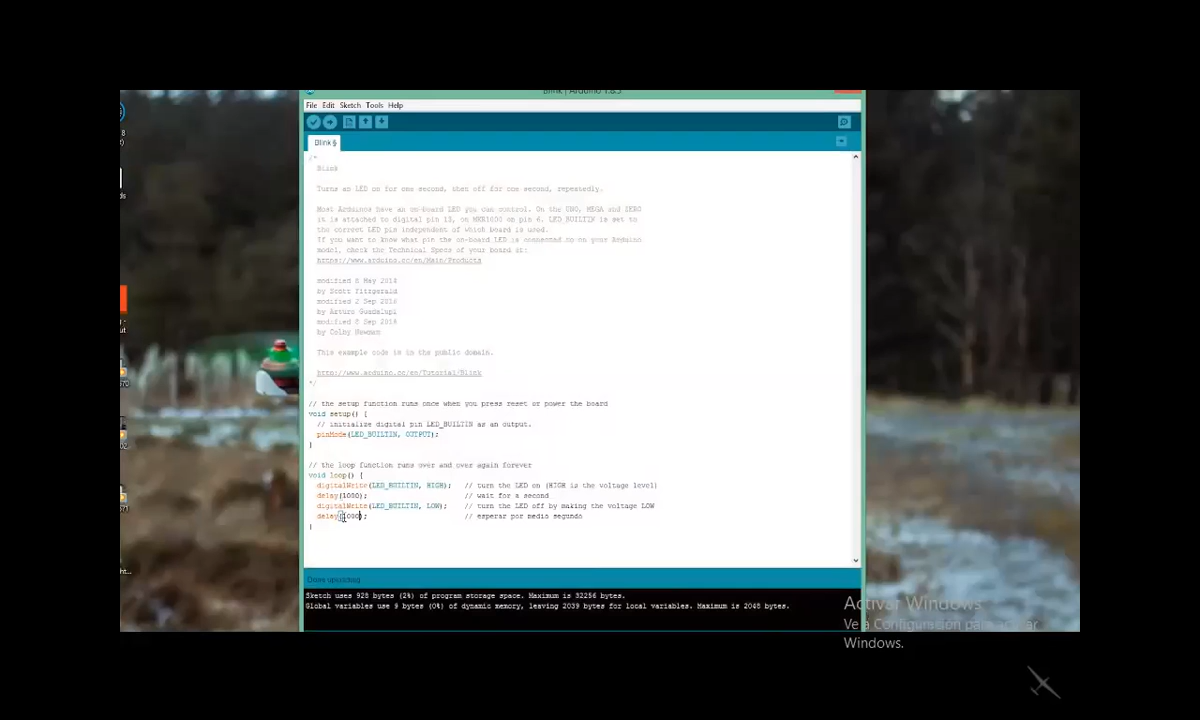 Blink | Arduino 1.8.5
File Edit Sketch Tools Help
Blink §
/*
Blink
Turns an LED on for one second, then off for one second, repeatedly.
Most Arduinos have an on-board LED you can control. On the UNO, MEGA and ZERO
it is attached to digital pin 13, on MKR1000 on pin 6. LED_BUILTIN is set to
the correct LED pin independent of which board is used.
If you want to know what pin the on-board LED is connected to on your Arduino
model, check the Technical Specs of your board at:
https://www.arduino.cc/en/Main/Products
modified 8 May 2014
by Scott Fitzgerald
modified 2 Sep 2016
by Arturo Guadalupi
modified 8 Sep 2016
by Colby Newman
This example code is in the public domain.
http://www.arduino.cc/en/Tutorial/Blink
*/
// the setup function runs once when you press reset or power the board
void setup() {
// initialize digital pin LED_BUILTIN as an output.
pinMode(LED_BUILTIN, OUTPUT);
}
// the loop function runs over and over again forever
void loop() {
digitalWrite(LED_BUILTIN, HIGH); // turn the LED on (HIGH is the voltage level)
delay(1000); // wait for a second
digitalWrite(LED_BUILTIN, LOW); // turn the LED off by making the voltage LOW
delay(1000); // esperar por medio segundo
}
Done uploading.
Sketch uses 928 bytes (2%) of program storage space. Maximum is 32256 bytes.
Global variables use 9 bytes (0%) of dynamic memory, leaving 2039 bytes for local variables. Maximum is 2048 bytes.
Activar Windows
Ve a Configuración para activar
Windows.